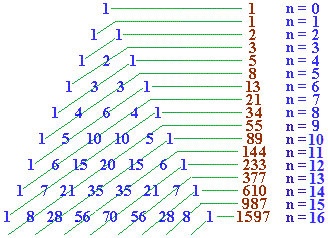 1 1 n = 0
1 n = 1
1 1 2 n = 2
3 n = 3
1 2 1 5 n = 4
8 n = 5
1 3 3 1 13 n = 6
21 n = 7
1 4 6 4 1 34 n = 8
55 n = 9
1 5 10 10 5 1 89 n = 10
144 n = 11
1 6 15 20 15 6 1 233 n = 12
377 n = 13
1 7 21 35 35 21 7 1 610 n = 14
987 n = 15
1 8 28 56 70 56 28 8 1 1597 n = 16